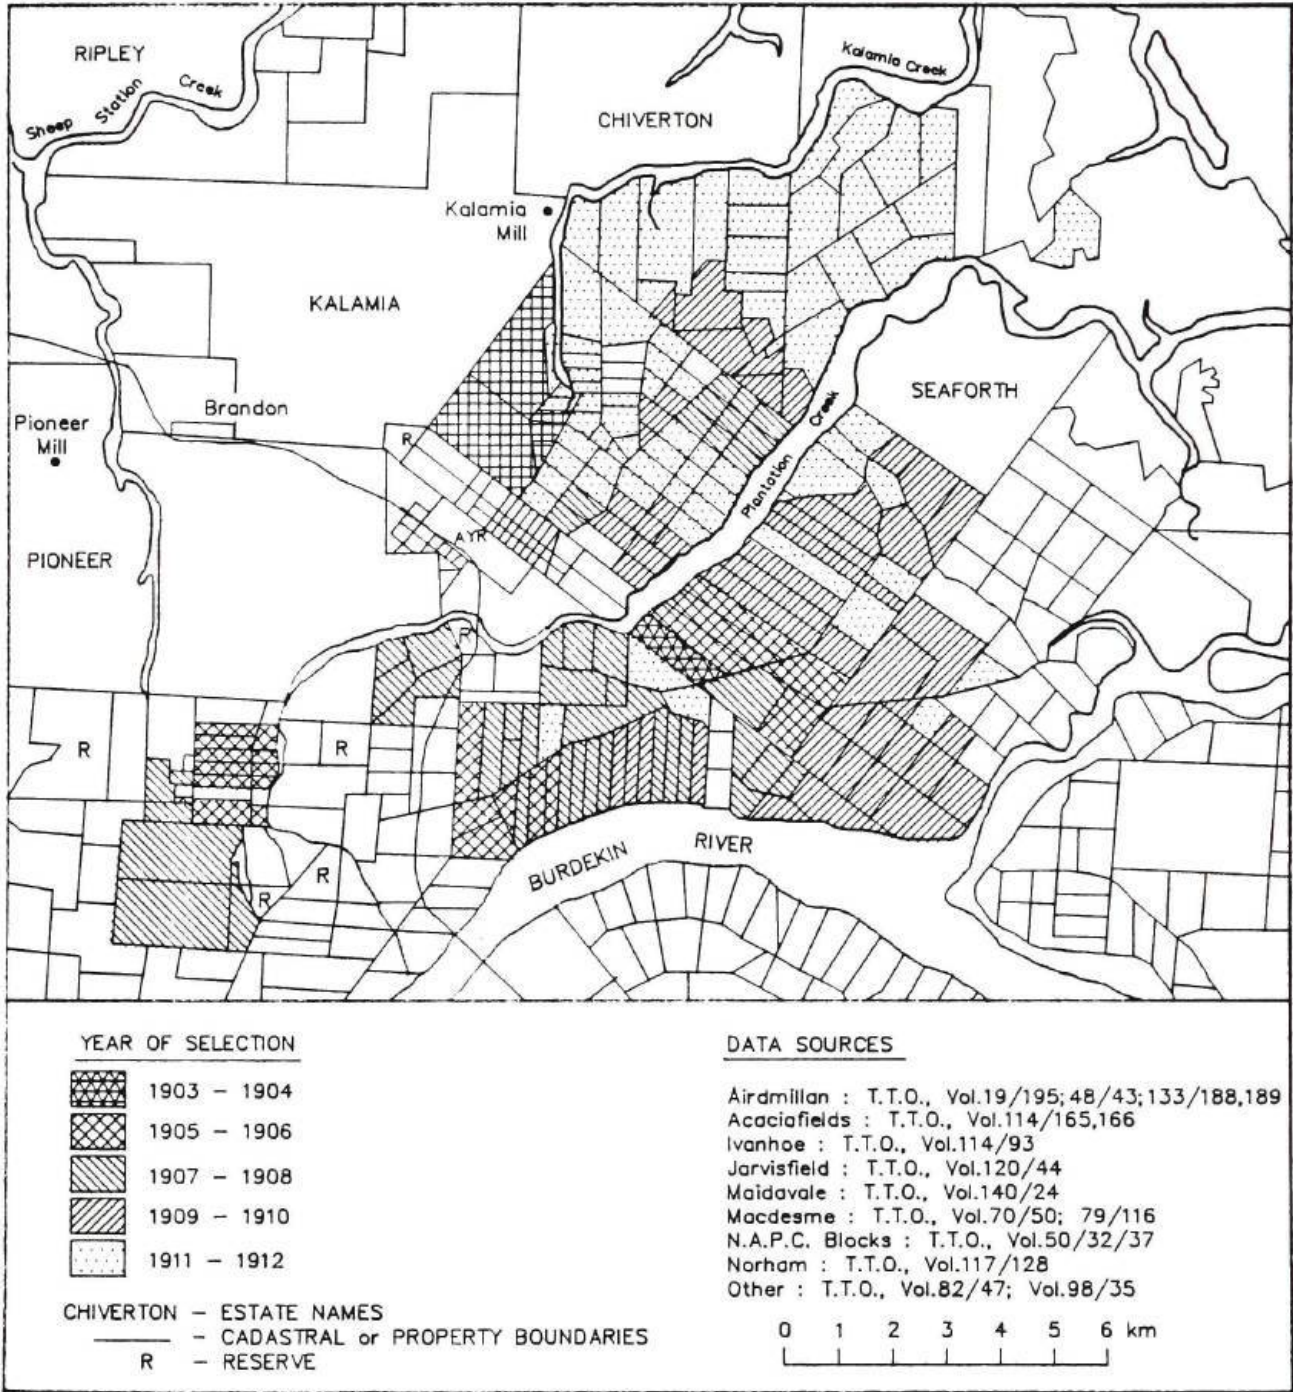 RIPLEY
Sheep Station Creek
Kalamia Creek
CHIVERTON
Kalamia
Mill
KALAMIA
SEAFORTH
Brandon
Pioneer
Mill
R
Plantation Creek
AYR
PIONEER
R
R
R
R
R
BURDEKIN RIVER
YEAR OF SELECTION
1903 - 1904
1905 - 1906
1907 - 1908
1909 - 1910
1911 - 1912
CHIVERTON - ESTATE NAMES
- CADASTRAL or PROPERTY BOUNDARIES
R - RESERVE
DATA SOURCES
Airdmillan : T.T.O., Vol.19/195;48/43;133/188,189
Acaciafields : T.T.O., Vol.114/165,166
Ivanhoe : T.T.O., Vol.114/93
Jarvisfield : T.T.O., Vol.120/44
Maidavale : T.T.O., Vol.140/24
Macdesme : T.T.O., Vol.70/50; 79/116
N.A.P.C. Blocks : T.T.O., Vol.50/32/37
Norham : T.T.O., Vol.117/128
Other : T.T.O., Vol.82/47; Vol.98/35
0 1 2 3 4 5 6 km